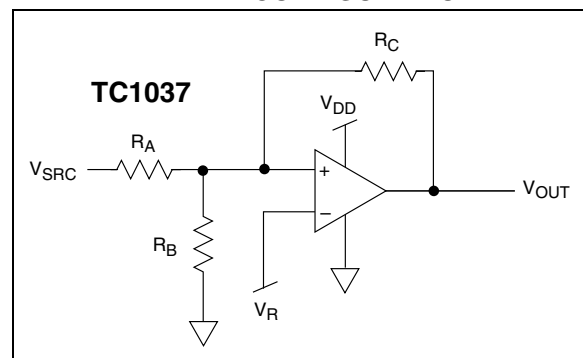 R_C
TC1037
V_DD
R_A
V_SRC
+
V_OUT
−
R_B
V_R